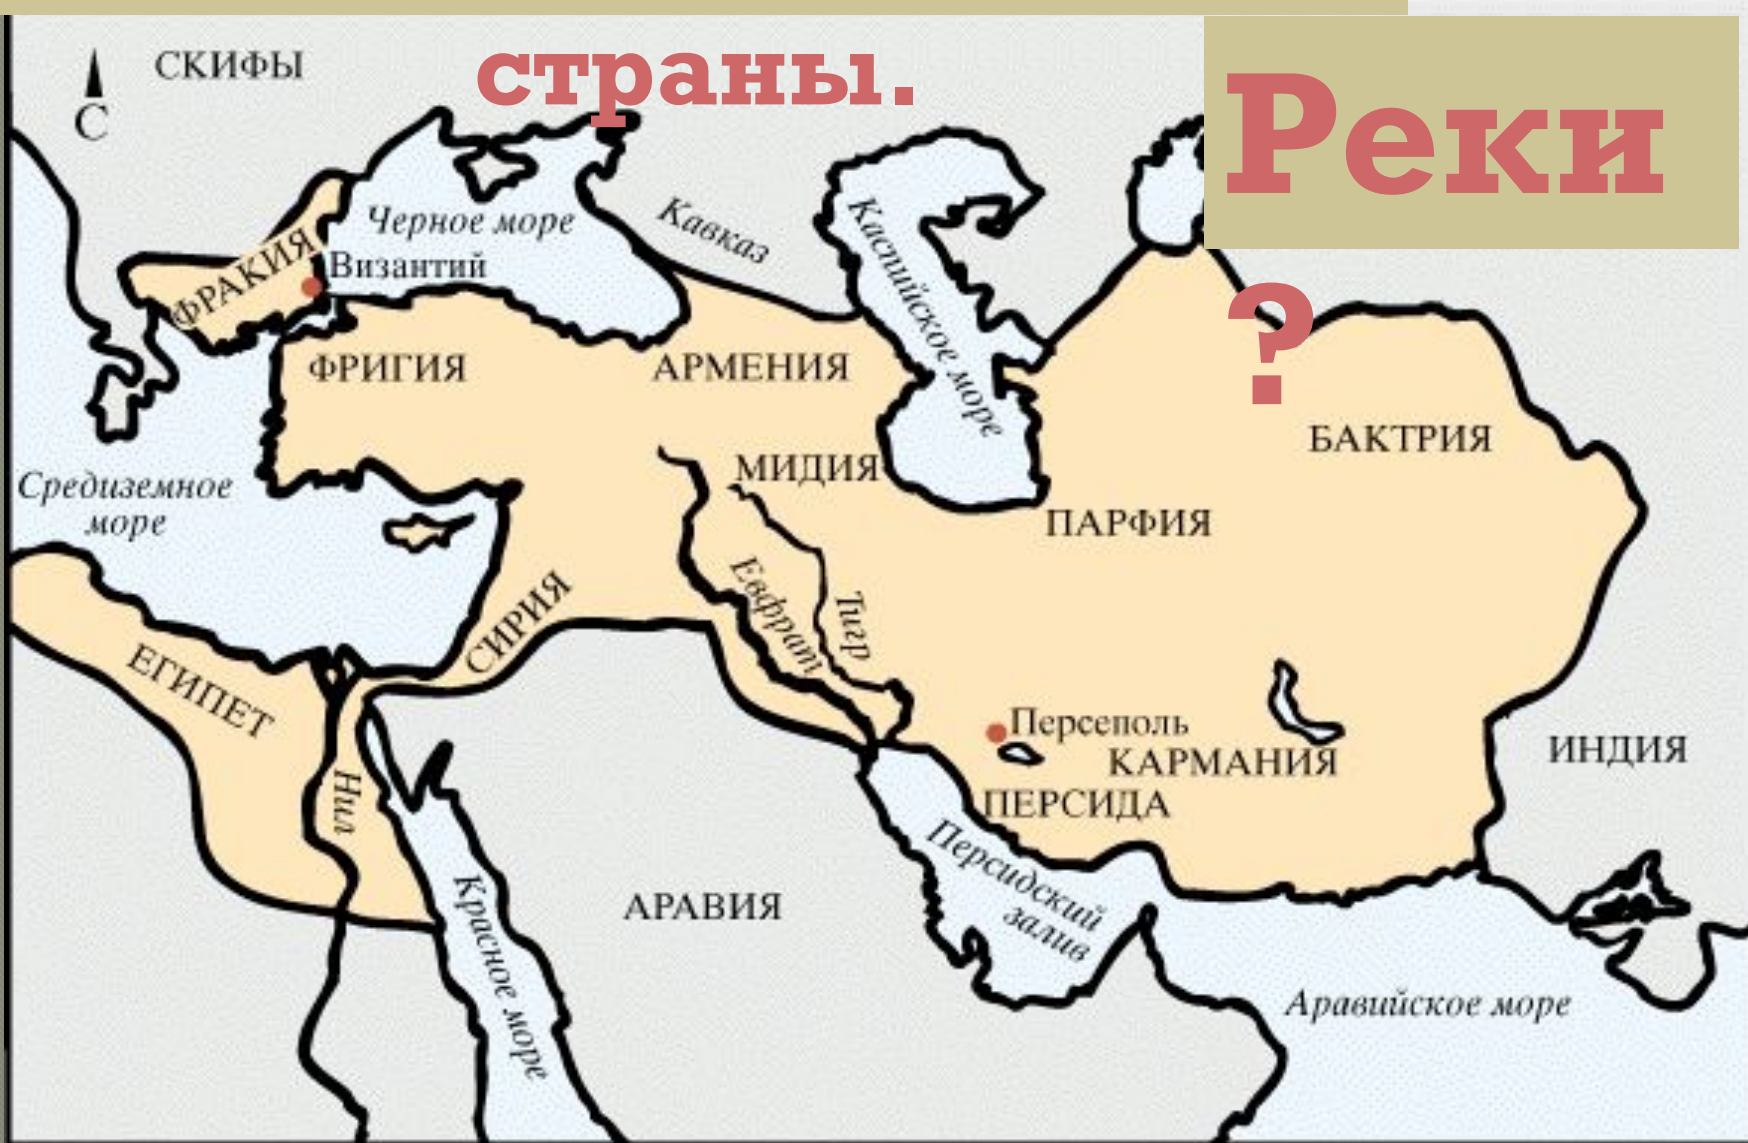 страны.
Реки
?
СКИФЫ
С
Черное море
Кавказ
Каспийское море
ФРАКИЯ
Византий
ФРИГИЯ
АРМЕНИЯ
БАКТРИЯ
МИДИЯ
Средиземное
море
ПАРФИЯ
Евфрат
Тигр
СИРИЯ
ЕГИПЕТ
Персеполь
КАРМАНИЯ
ИНДИЯ
Нил
ПЕРСИДА
Персидский
залив
АРАВИЯ
Красное море
Аравийское море